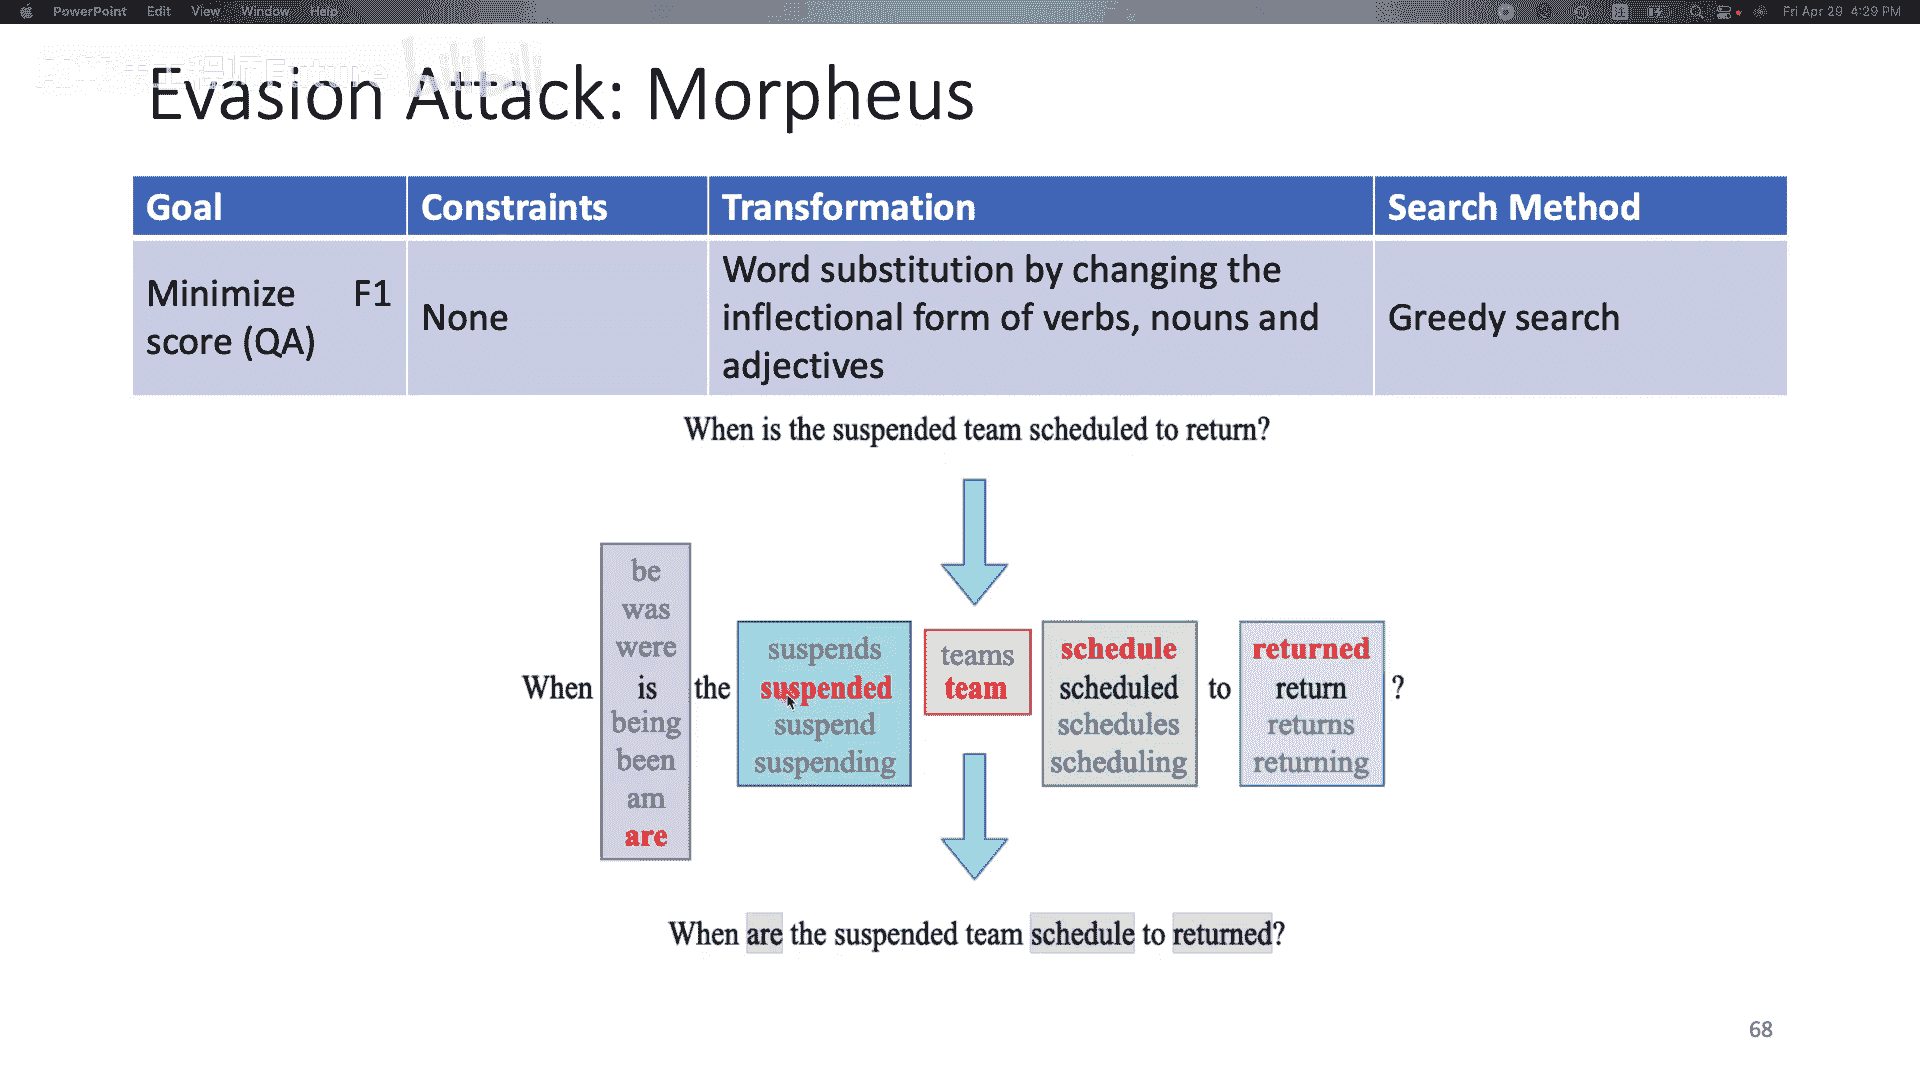 PowerPoint Edit View Window Help Fri Apr 29 4:29 PM
Evasion Attack: Morpheus
Goal Constraints Transformation Search Method
Minimize F1
score (QA)
None
Word substitution by changing the
inflectional form of verbs, nouns and
adjectives
Greedy search
When is the suspended team scheduled to return?
When
be
was
were
is
being
been
am
are
the
suspends
suspended
suspend
suspending
teams
team
schedule
scheduled
schedules
scheduling
to
returned
return
returns
returning
?
When are the suspended team schedule to returned?
68